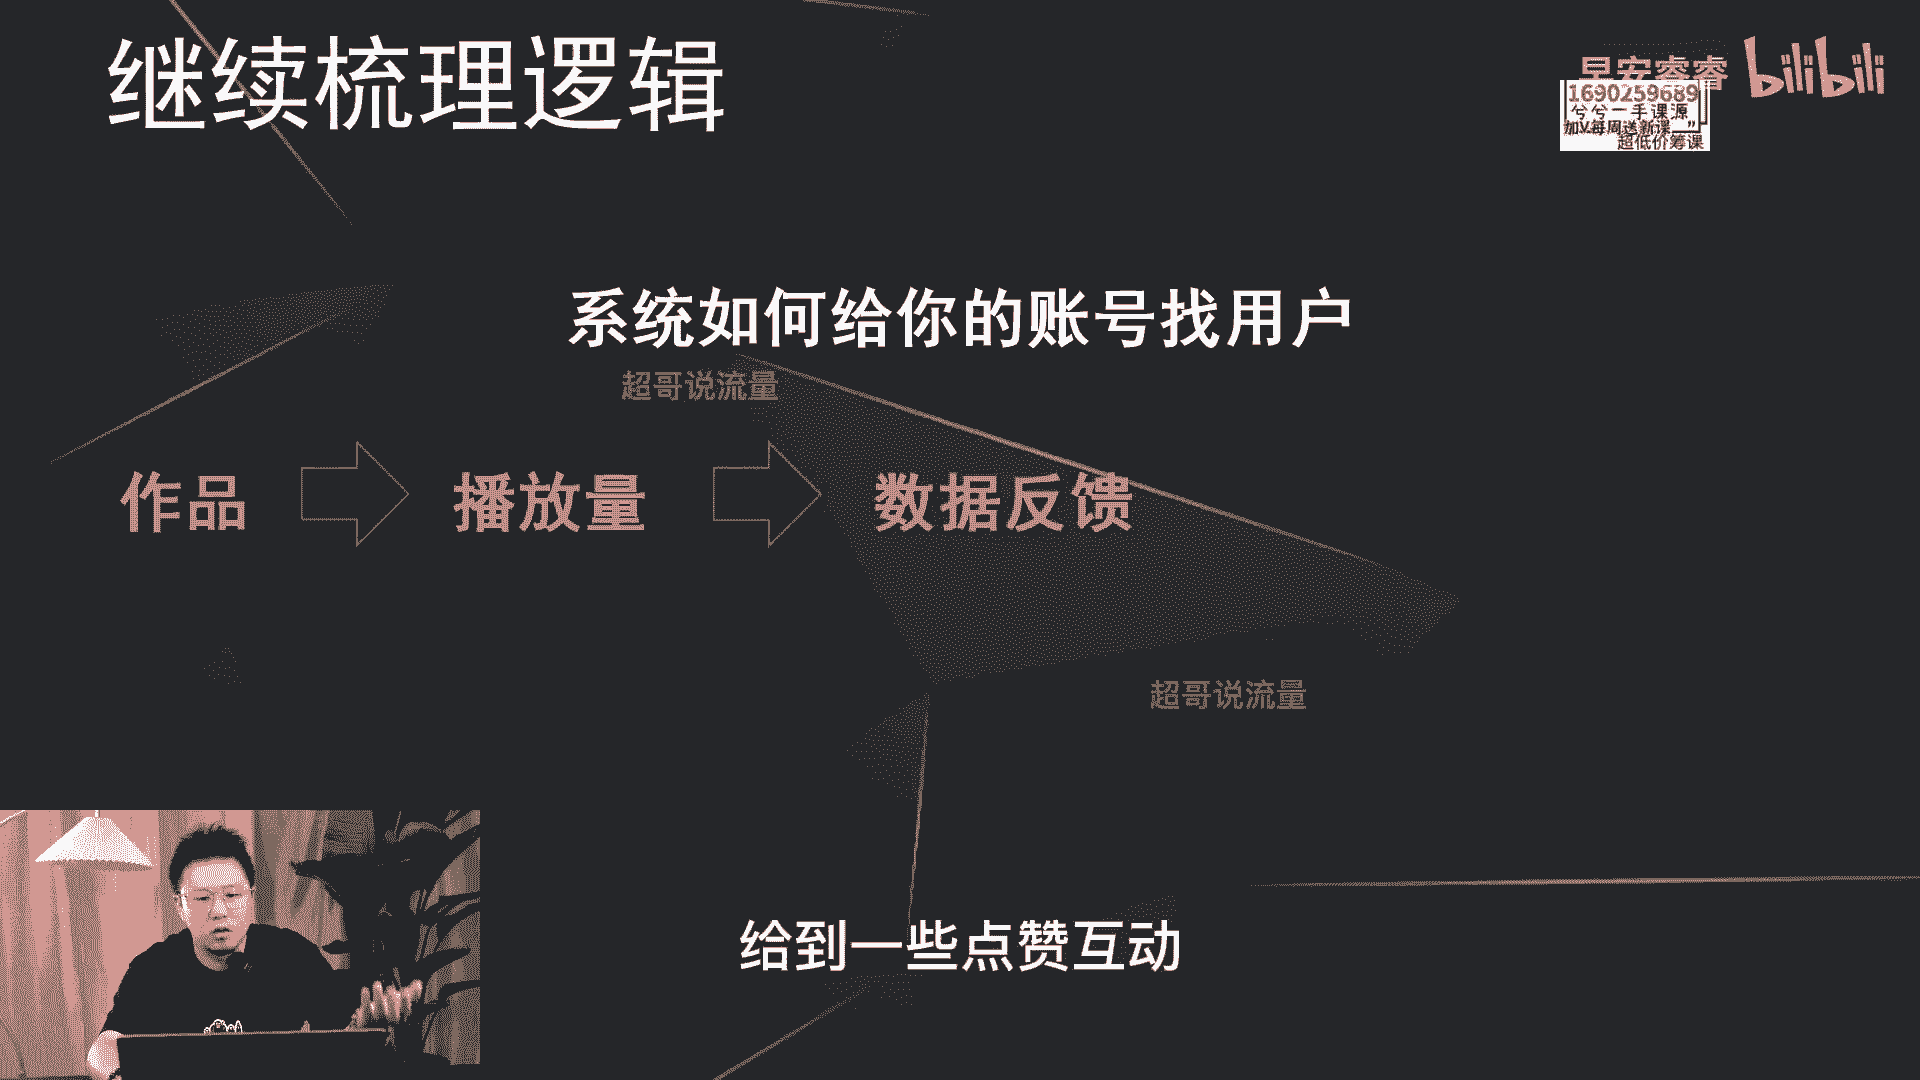 继续梳理逻辑
早安睿睿 bilibili
1690259689
兮兮一手课源
加V每周送新课
超低价筹课
系统如何给你的账号找用户
超哥说流量
作品 播放量 数据反馈
超哥说流量
给到一些点赞互动